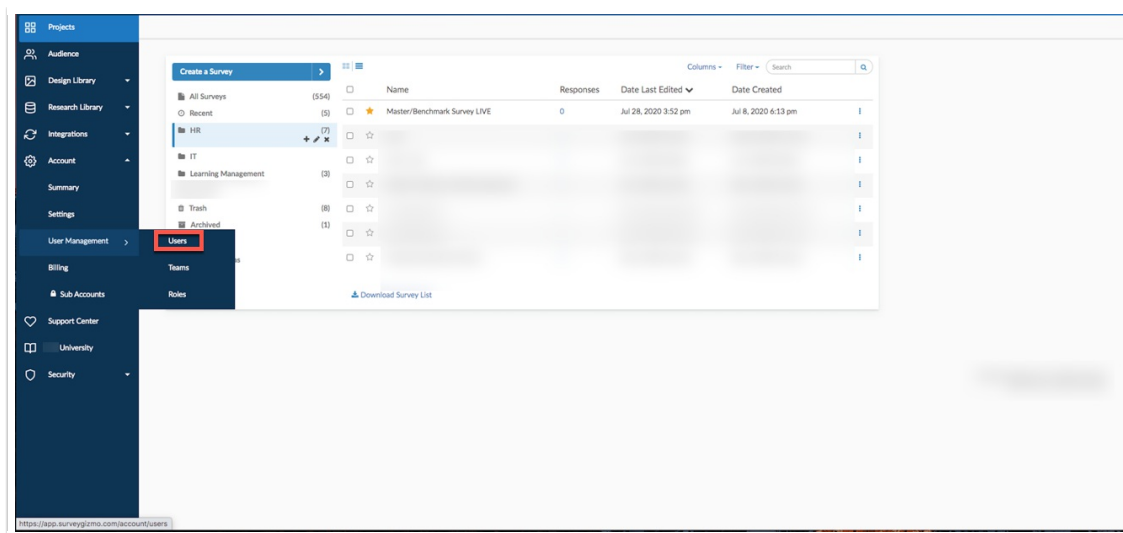 Projects
Audience
Design Library
Research Library
Integrations
Account
Summary
Settings
User Management
Billing
Sub Accounts
Support Center
University
Security
Users
Teams
Roles
Create a Survey
All Surveys (554)
Recent (5)
HR (7)
IT
Learning Management (3)
Trash (8)
Archived (1)
Columns Filter Search
Name Responses Date Last Edited Date Created
Master/Benchmark Survey LIVE 0 Jul 28, 2020 3:52 pm Jul 8, 2020 6:13 pm
Download Survey List
https://app.surveygizmo.com/account/users